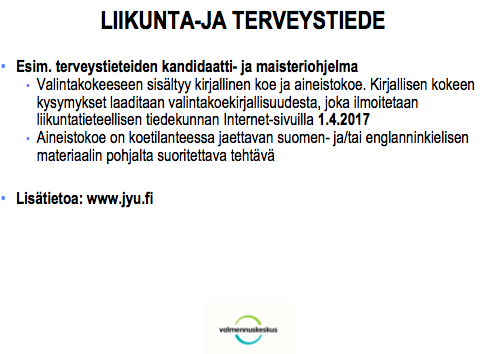 LIIKUNTA-JA TERVEYSTIEDE
• Esim. terveystieteiden kandidaatti- ja maisteriohjelma
• Valintakokeeseen sisältyy kirjallinen koe ja aineistokoe. Kirjallisen kokeen
kysymykset laaditaan valintakoekirjallisuudesta, joka ilmoitetaan
liikuntatieteellisen tiedekunnan Internet-sivuilla 1.4.2017
• Aineistokoe on koetilanteessa jaettavan suomen- ja/tai englanninkielisen
materiaalin pohjalta suoritettava tehtävä
• Lisätietoa: www.jyu.fi
valmennuskeskus